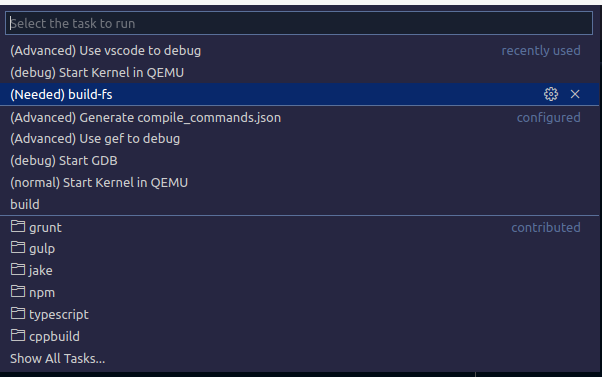 Select the task to run
(Advanced) Use vscode to debug recently used
(debug) Start Kernel in QEMU
(Needed) build-fs
(Advanced) Generate compile_commands.json configured
(Advanced) Use gef to debug
(debug) Start GDB
(normal) Start Kernel in QEMU
build
grunt contributed
gulp
jake
npm
typescript
cppbuild
Show All Tasks...